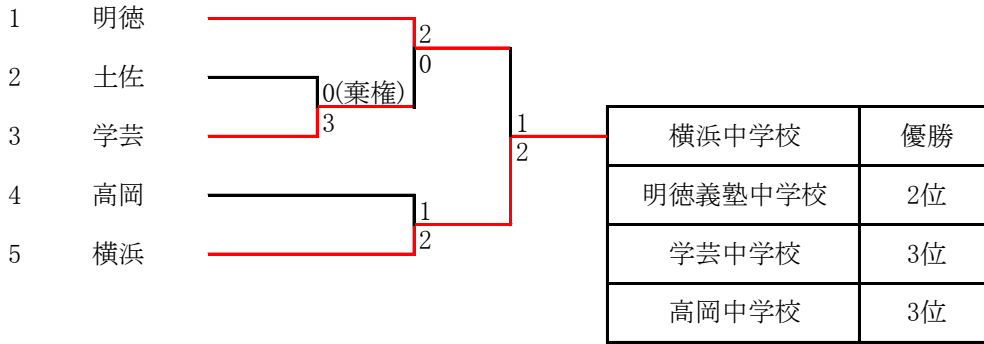 1 明徳
2
2 土佐
0
0(棄権)
3 学芸
3
1
横浜中学校 優勝
2
4 高岡
明徳義塾中学校 2位
1
5 横浜
2
学芸中学校 3位
高岡中学校 3位